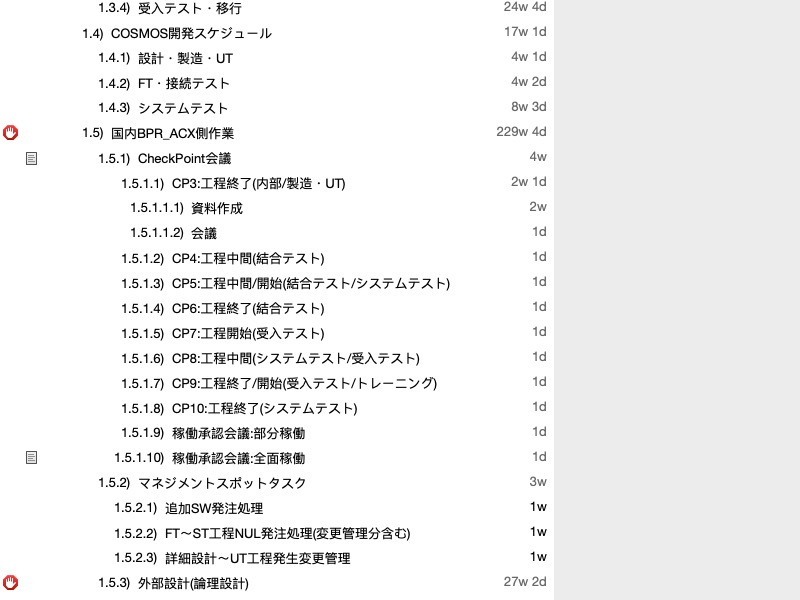 1.3.4) 受入テスト・移行 24w 4d
1.4) COSMOS開発スケジュール 17w 1d
1.4.1) 設計・製造・UT 4w 1d
1.4.2) FT・接続テスト 4w 2d
1.4.3) システムテスト 8w 3d
1.5) 国内BPR_ACX側作業 229w 4d
1.5.1) CheckPoint会議 4w
1.5.1.1) CP3:工程終了(内部/製造・UT) 2w 1d
1.5.1.1.1) 資料作成 2w
1.5.1.1.2) 会議 1d
1.5.1.2) CP4:工程中間(結合テスト) 1d
1.5.1.3) CP5:工程中間/開始(結合テスト/システムテスト) 1d
1.5.1.4) CP6:工程終了(結合テスト) 1d
1.5.1.5) CP7:工程開始(受入テスト) 1d
1.5.1.6) CP8:工程中間(システムテスト/受入テスト) 1d
1.5.1.7) CP9:工程終了/開始(受入テスト/トレーニング) 1d
1.5.1.8) CP10:工程終了(システムテスト) 1d
1.5.1.9) 稼働承認会議:部分稼働 1d
1.5.1.10) 稼働承認会議:全面稼働 1d
1.5.2) マネジメントスポットタスク 3w
1.5.2.1) 追加SW発注処理 1w
1.5.2.2) FT〜ST工程NUL発注処理(変更管理分含む) 1w
1.5.2.3) 詳細設計〜UT工程発生変更管理 1w
1.5.3) 外部設計(論理設計) 27w 2d